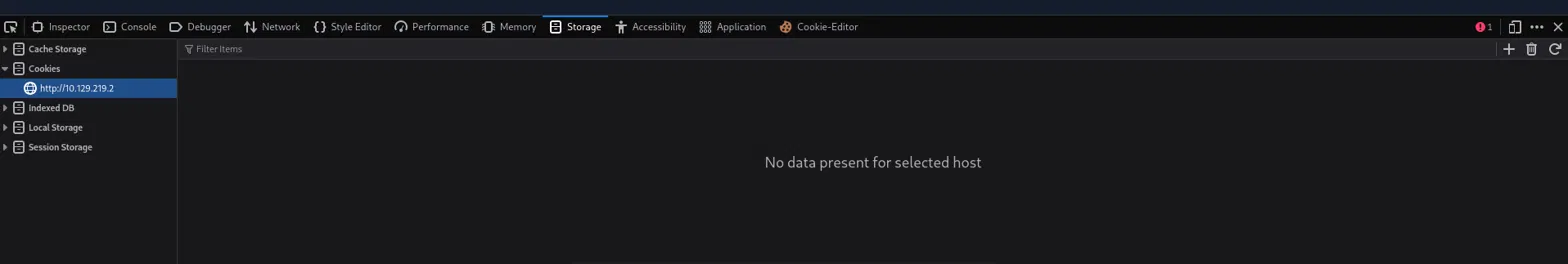 Inspector Console Debugger Network Style Editor Performance Memory Storage Accessibility Application Cookie-Editor 1
Cache Storage
Filter Items
Cookies
http://10.129.219.2
Indexed DB
Local Storage
Session Storage
No data present for selected host